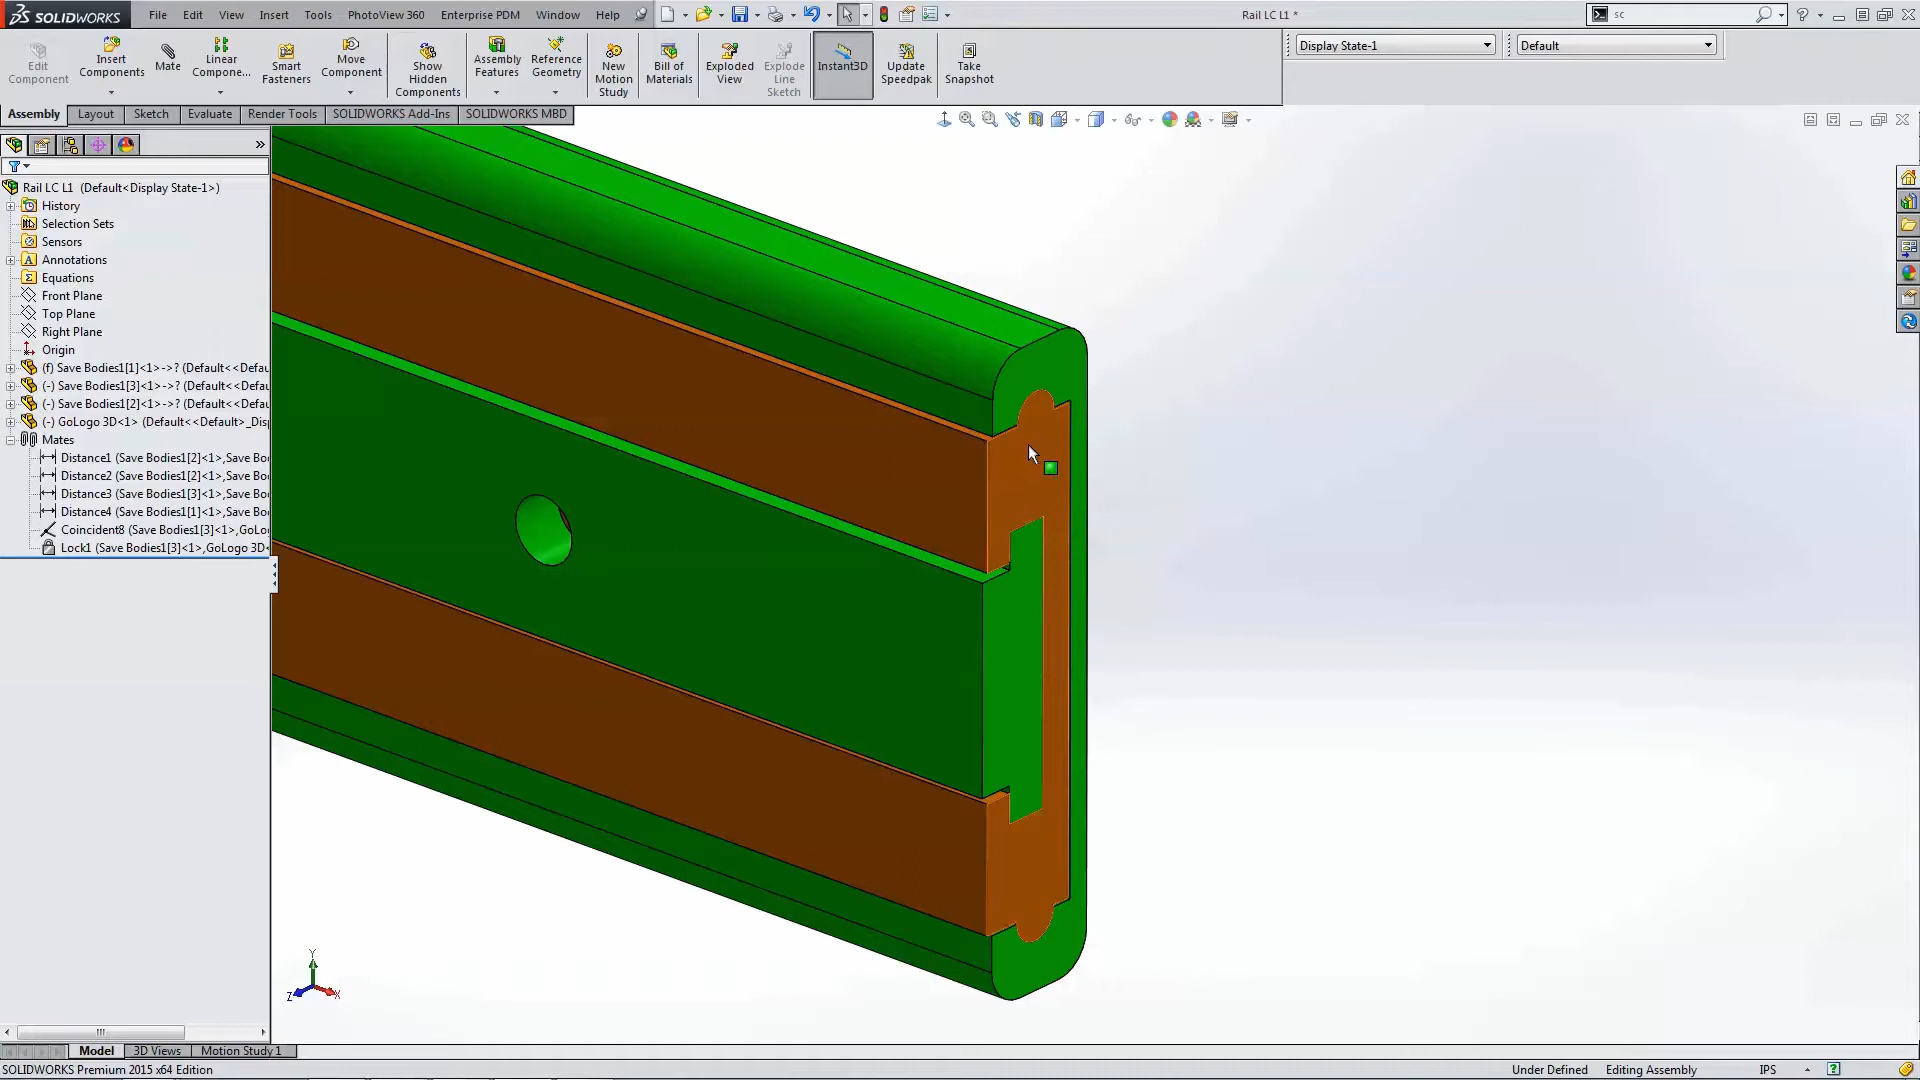 SOLIDWORKS File Edit View Insert Tools PhotoView 360 Enterprise PDM Window Help Rail LC L1 * sc
Edit Component
Insert Components
Mate
Linear Compone...
Smart Fasteners
Move Component
Show Hidden Components
Assembly Features
Reference Geometry
New Motion Study
Bill of Materials
Exploded View
Explode Line Sketch
Instant3D
Update Speedpak
Take Snapshot
Display State-1
Default
Assembly Layout Sketch Evaluate Render Tools SOLIDWORKS Add-Ins SOLIDWORKS MBD
Rail LC L1 (Default<Display State-1>)
History
Selection Sets
Sensors
Annotations
Equations
Front Plane
Top Plane
Right Plane
Origin
(f) Save Bodies1[1]<1>->? (Default<<Defau
(-) Save Bodies1[3]<1>->? (Default<<Defau
(-) Save Bodies1[2]<1>->? (Default<<Defau
(-) GoLogo 3D<1> (Default<<Default>_Disp
Mates
Distance1 (Save Bodies1[2]<1>,Save Bo
Distance2 (Save Bodies1[2]<1>,Save Bo
Distance3 (Save Bodies1[3]<1>,Save Bo
Distance4 (Save Bodies1[1]<1>,Save Bo
Coincident8 (Save Bodies1[3]<1>,GoLo
Lock1 (Save Bodies1[3]<1>,GoLogo 3D<
Y
Z X
Model 3D Views Motion Study 1
SOLIDWORKS Premium 2015 x64 Edition Under Defined Editing Assembly IPS